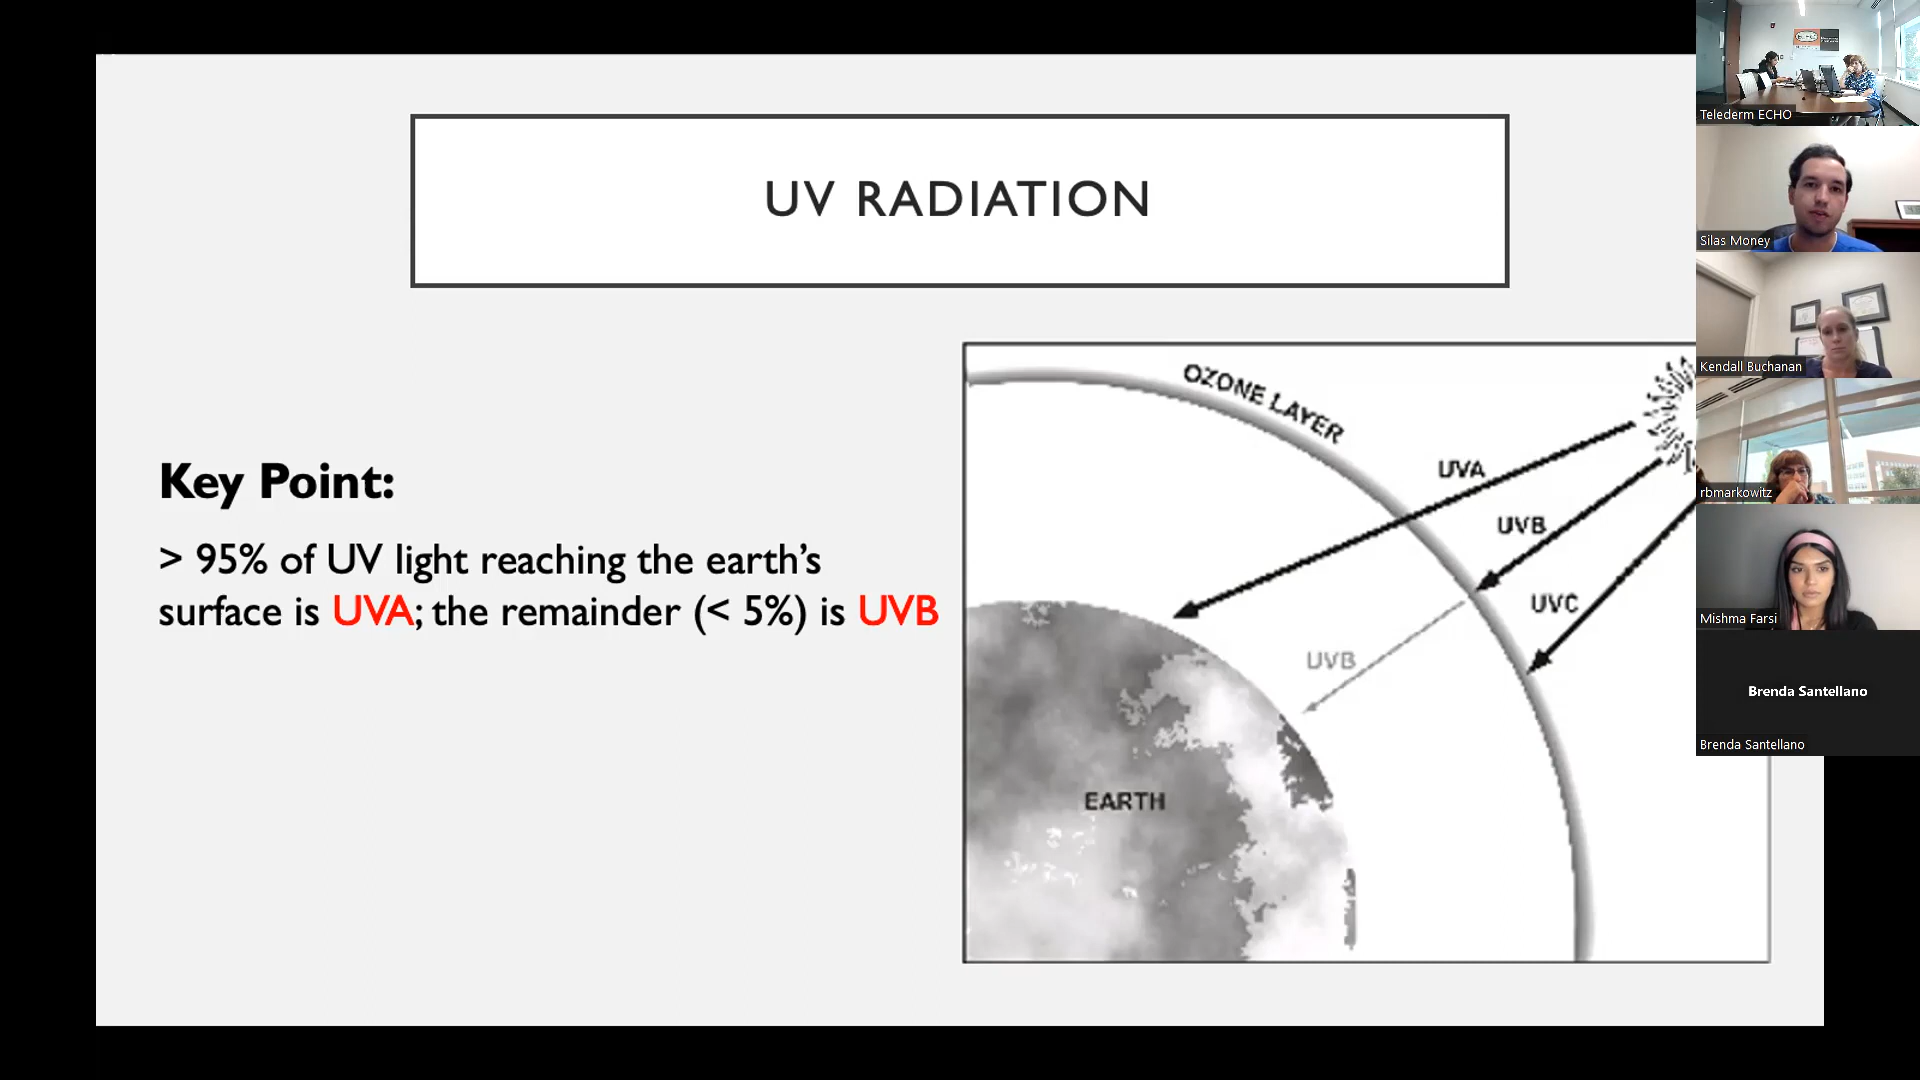 UV RADIATION
Key Point:
> 95% of UV light reaching the earth's
surface is UVA; the remainder (< 5%) is UVB
OZONE LAYER
UVA
UVB
UVC
UVB
EARTH
Telederm ECHO
Silas Money
Kendall Buchanan
rbmarkowitz
Mishma Farsi
Brenda Santellano
Brenda Santellano